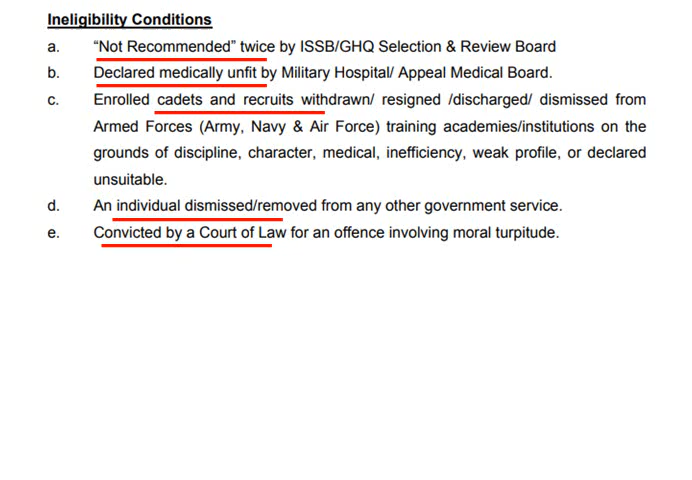 Ineligibility Conditions
a. “Not Recommended” twice by ISSB/GHQ Selection & Review Board
b. Declared medically unfit by Military Hospital/ Appeal Medical Board.
c. Enrolled cadets and recruits withdrawn/ resigned /discharged/ dismissed from
Armed Forces (Army, Navy & Air Force) training academies/institutions on the
grounds of discipline, character, medical, inefficiency, weak profile, or declared
unsuitable.
d. An individual dismissed/removed from any other government service.
e. Convicted by a Court of Law for an offence involving moral turpitude.